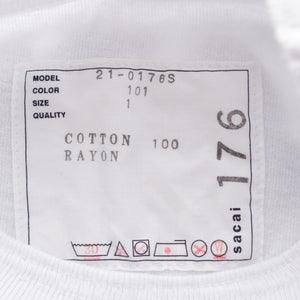 MODEL 21-0176S
COLOR 101
SIZE 1
QUALITY
COTTON 100
RAYON
sacai 176